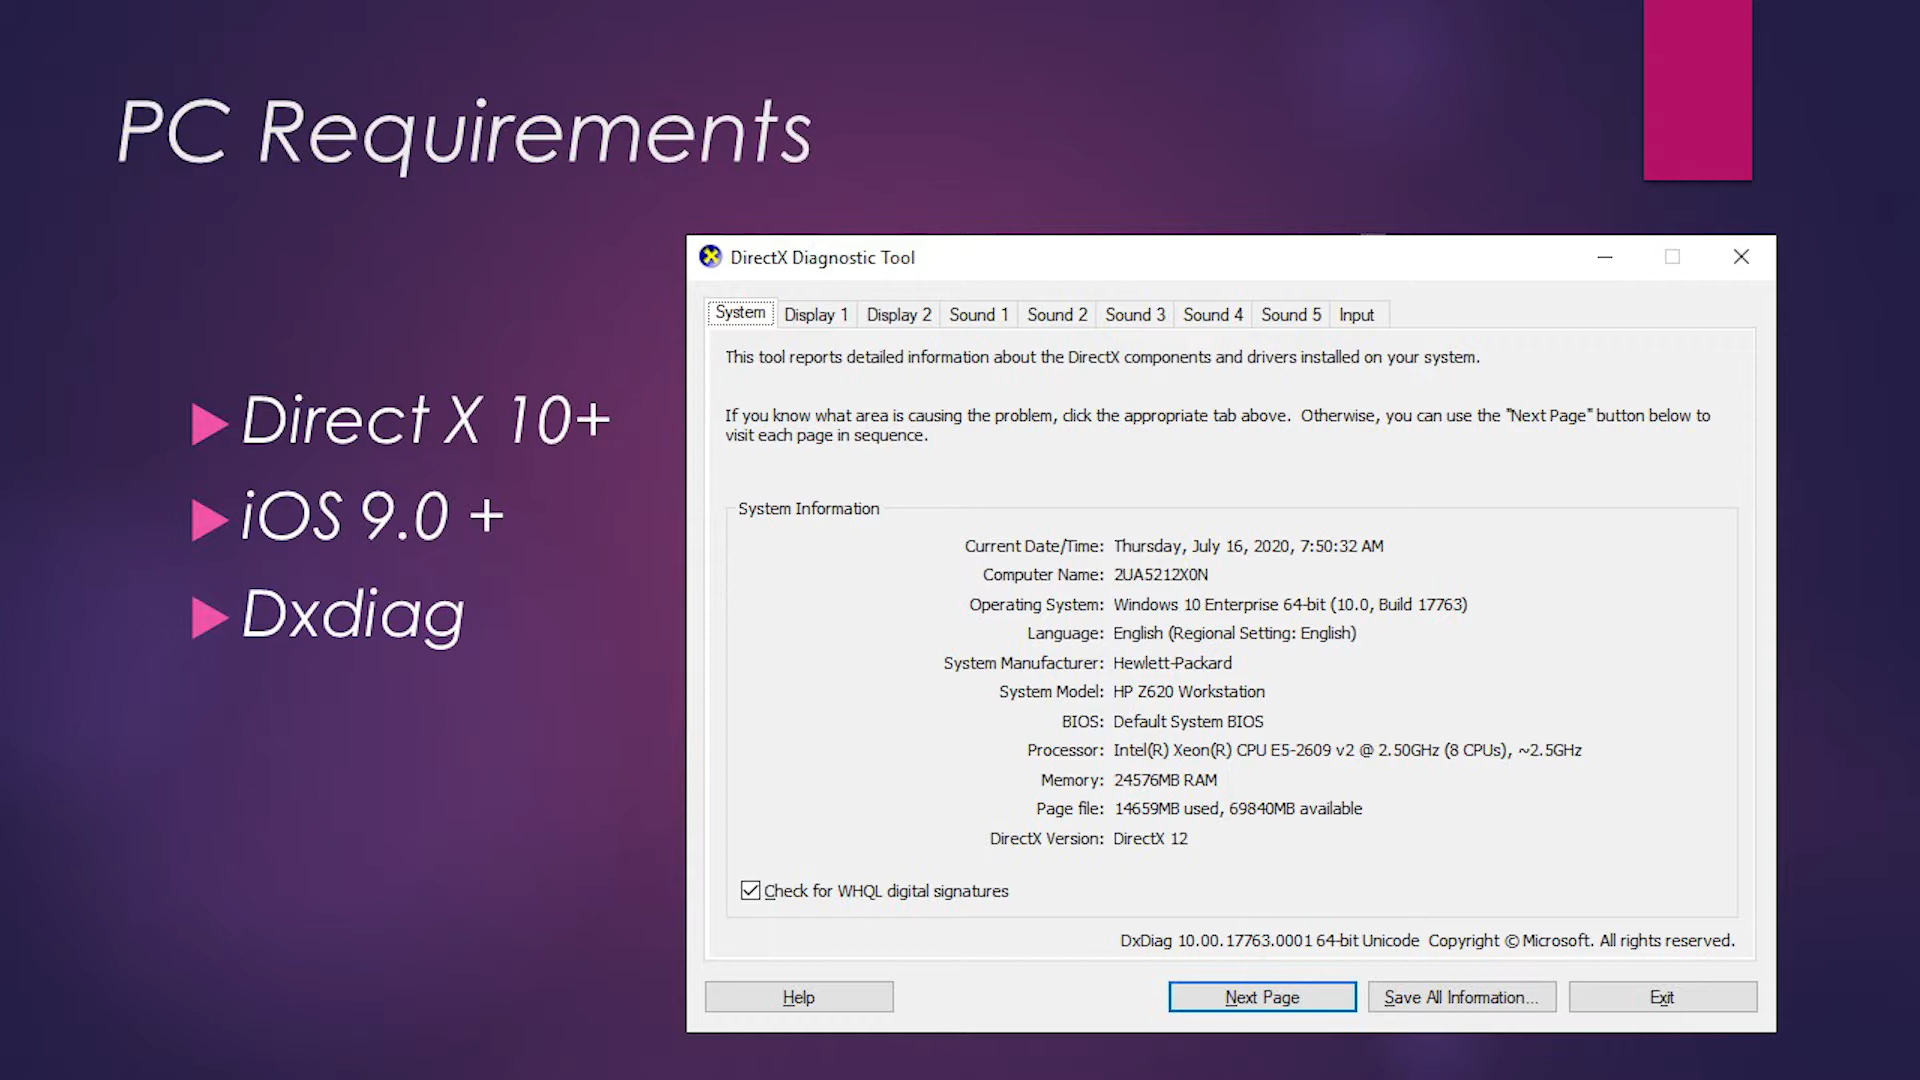 PC Requirements
Direct X 10+
iOS 9.0 +
Dxdiag
DirectX Diagnostic Tool
System Display 1 Display 2 Sound 1 Sound 2 Sound 3 Sound 4 Sound 5 Input
This tool reports detailed information about the DirectX components and drivers installed on your system.
If you know what area is causing the problem, click the appropriate tab above. Otherwise, you can use the "Next Page" button below to
visit each page in sequence.
System Information
Current Date/Time: Thursday, July 16, 2020, 7:50:32 AM
Computer Name: 2UA5212X0N
Operating System: Windows 10 Enterprise 64-bit (10.0, Build 17763)
Language: English (Regional Setting: English)
System Manufacturer: Hewlett-Packard
System Model: HP Z620 Workstation
BIOS: Default System BIOS
Processor: Intel(R) Xeon(R) CPU E5-2609 v2 @ 2.50GHz (8 CPUs), ~2.5GHz
Memory: 24576MB RAM
Page file: 14659MB used, 69840MB available
DirectX Version: DirectX 12
Check for WHQL digital signatures
DxDiag 10.00.17763.0001 64-bit Unicode Copyright © Microsoft. All rights reserved.
Help Next Page Save All Information... Exit